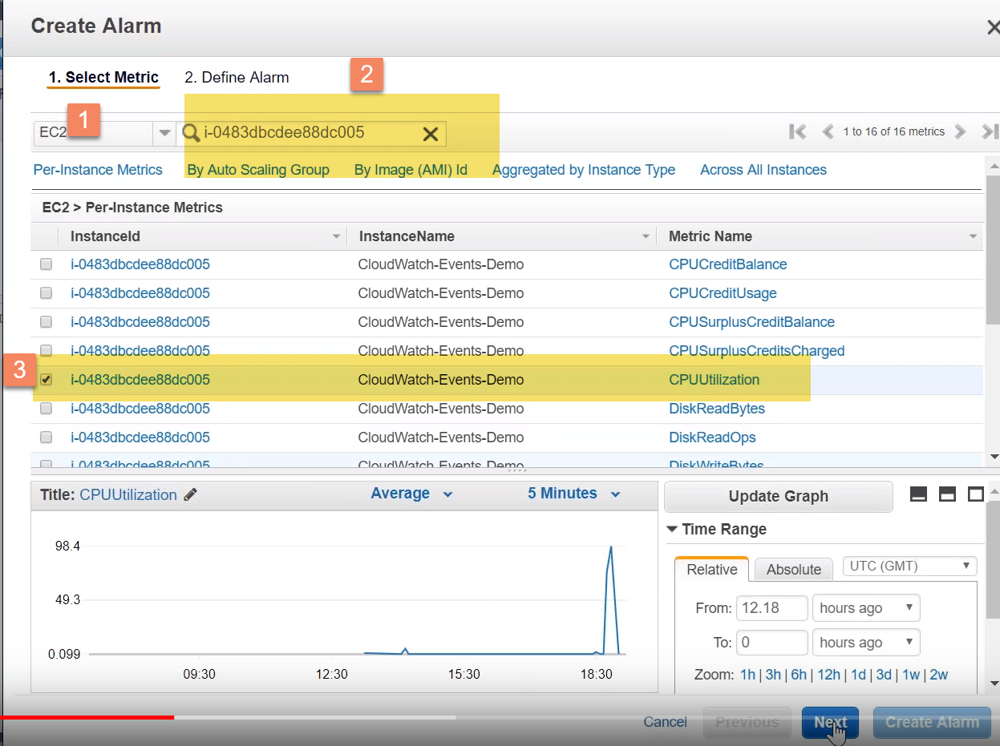 Create Alarm
1. Select Metric 2. Define Alarm 2
1
EC2 i-0483dbcdee88dc005 1 to 16 of 16 metrics
Per-Instance Metrics By Auto Scaling Group By Image (AMI) Id Aggregated by Instance Type Across All Instances
EC2 > Per-Instance Metrics
InstanceId InstanceName Metric Name
i-0483dbcdee88dc005 CloudWatch-Events-Demo CPUCreditBalance
i-0483dbcdee88dc005 CloudWatch-Events-Demo CPUCreditUsage
i-0483dbcdee88dc005 CloudWatch-Events-Demo CPUSurplusCreditBalance
i-0483dbcdee88dc005 CloudWatch-Events-Demo CPUSurplusCreditsCharged
3 i-0483dbcdee88dc005 CloudWatch-Events-Demo CPUUtilization
i-0483dbcdee88dc005 CloudWatch-Events-Demo DiskReadBytes
i-0483dbcdee88dc005 CloudWatch-Events-Demo DiskReadOps
i-0483dbcdee88dc005 CloudWatch-Events-Demo DiskWriteBytes
Title: CPUUtilization Average 5 Minutes Update Graph
Time Range
98.4
49.3
0.099
09:30 12:30 15:30 18:30
Relative Absolute UTC (GMT)
From: 12.18 hours ago
To: 0 hours ago
Zoom: 1h | 3h | 6h | 12h | 1d | 3d | 1w | 2w
Cancel Previous Next Create Alarm